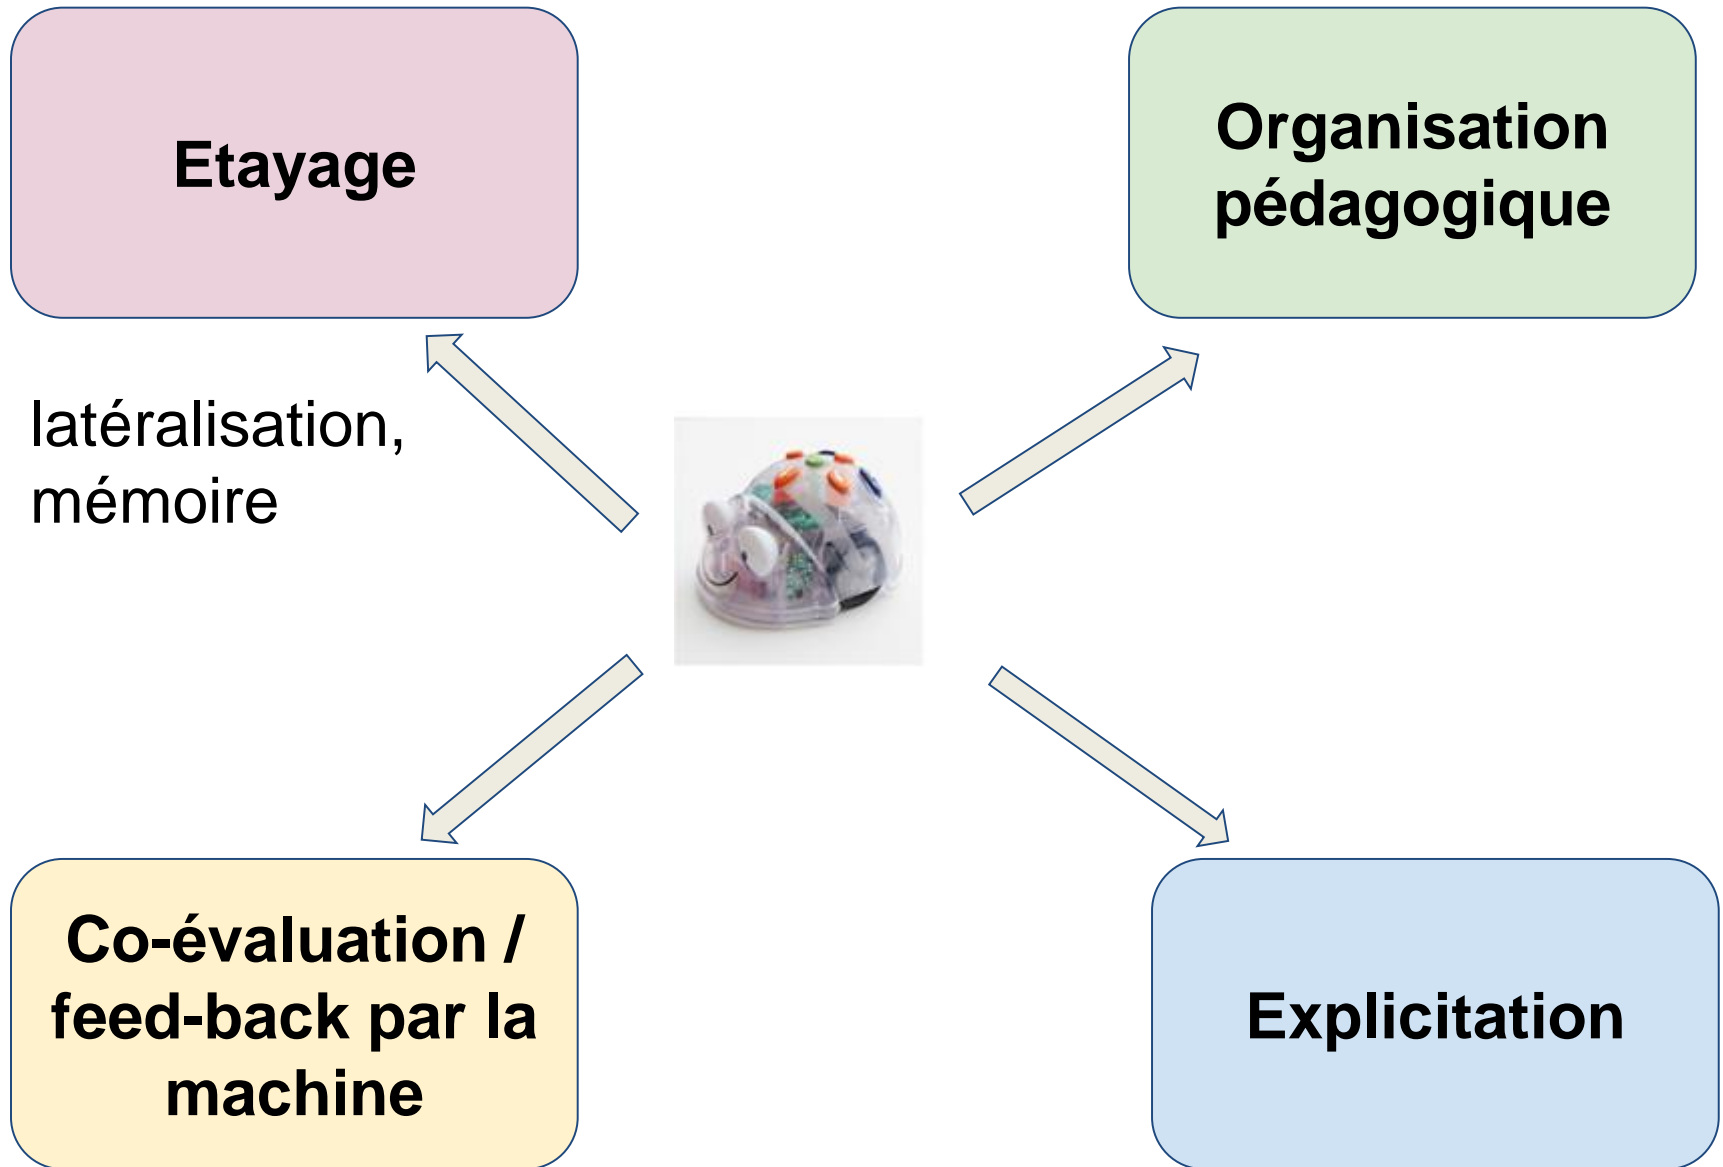 Etayage
Organisation
pédagogique
latéralisation,
mémoire
Co-évaluation /
feed-back par la
machine
Explicitation